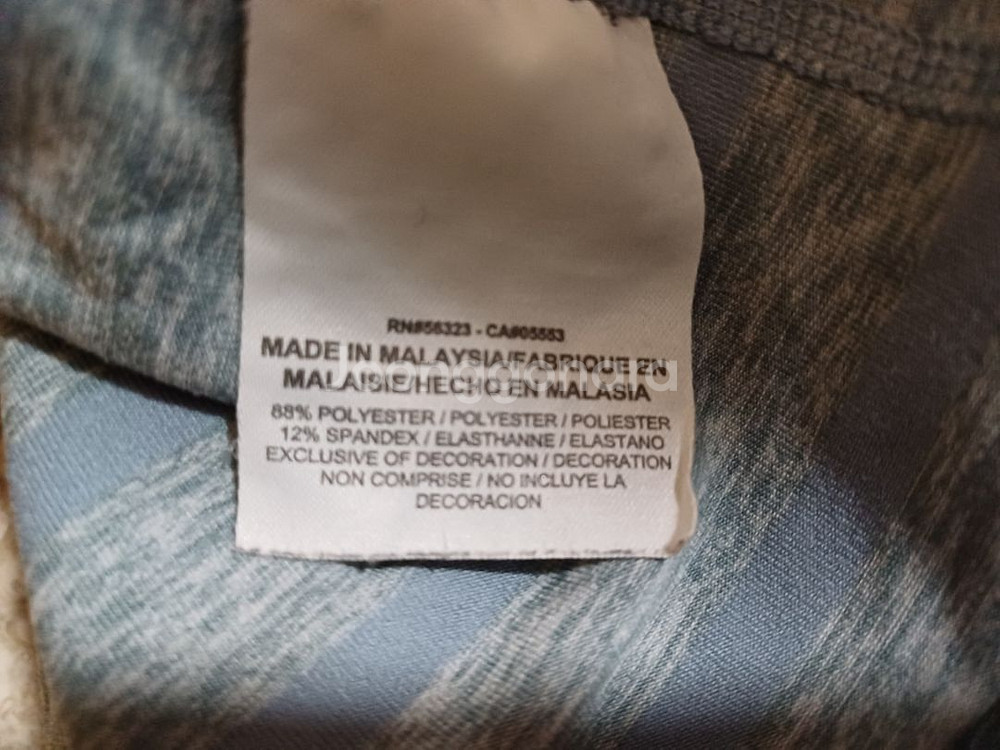 RN#56323 - CA#05553
MADE IN MALAYSIA/FABRIQUE EN
MALAISIE/HECHO EN MALASIA
88% POLYESTER / POLYESTER / POLIESTER
12% SPANDEX / ELASTHANNE / ELASTANO
EXCLUSIVE OF DECORATION / DECORATION
NON COMPRISE / NO INCLUYE LA
DECORACION